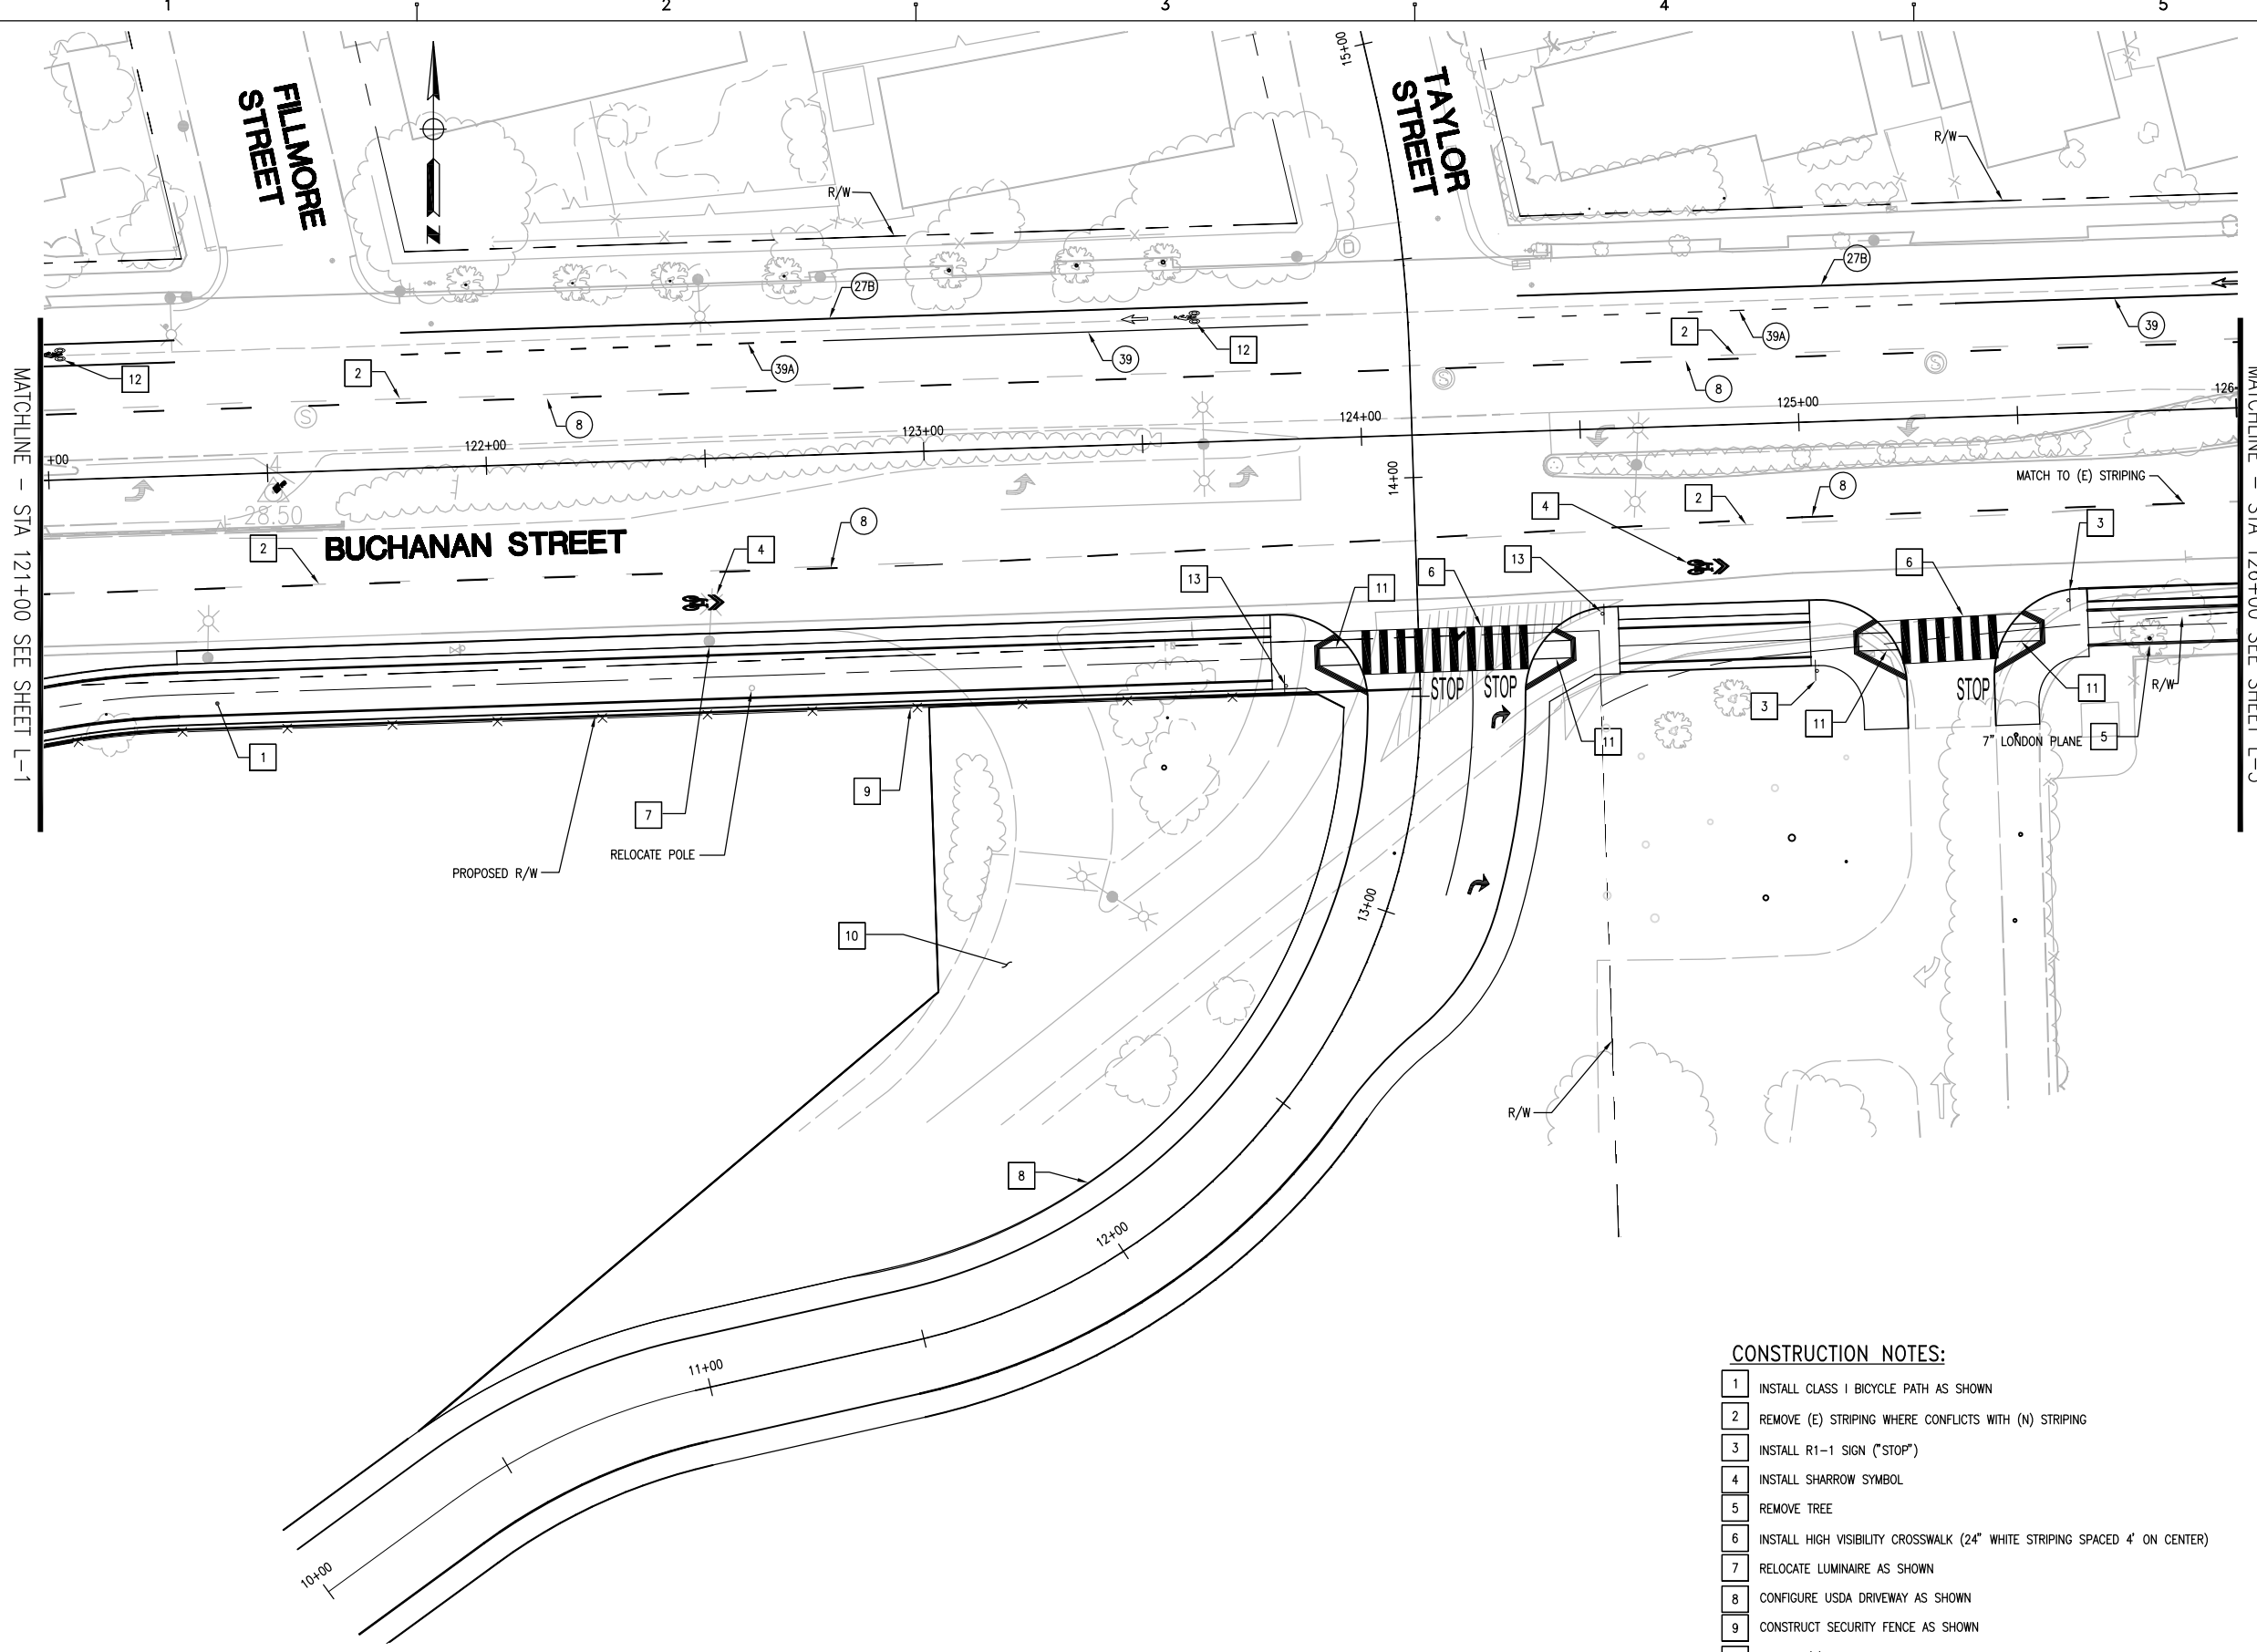 1 2 3 4 5
FILLMORE
STREET
TAYLOR
STREET
15+00
R/W
R/W
N
D
27B
27B
12
12
39
39
39A
39A
2
2
8
8
S
S
S
MATCHLINE - STA 121+00 SEE SHEET L-1
+00
122+00
123+00
124+00
125+00
126+
14+00
28.50
BUCHANAN STREET
MATCH TO (E) STRIPING
2
2
4
4
8
8
13
13
6
6
3
3
11
11
11
11
STOP
STOP
STOP
R/W
7" LONDON PLANE
5
1
7
9
RELOCATE POLE
PROPOSED R/W
10
13+00
R/W
8
12+00
11+00
10+00
CONSTRUCTION NOTES:
1 INSTALL CLASS I BICYCLE PATH AS SHOWN
2 REMOVE (E) STRIPING WHERE CONFLICTS WITH (N) STRIPING
3 INSTALL R1-1 SIGN ("STOP")
4 INSTALL SHARROW SYMBOL
5 REMOVE TREE
6 INSTALL HIGH VISIBILITY CROSSWALK (24" WHITE STRIPING SPACED 4' ON CENTER)
7 RELOCATE LUMINAIRE AS SHOWN
8 CONFIGURE USDA DRIVEWAY AS SHOWN
9 CONSTRUCT SECURITY FENCE AS SHOWN